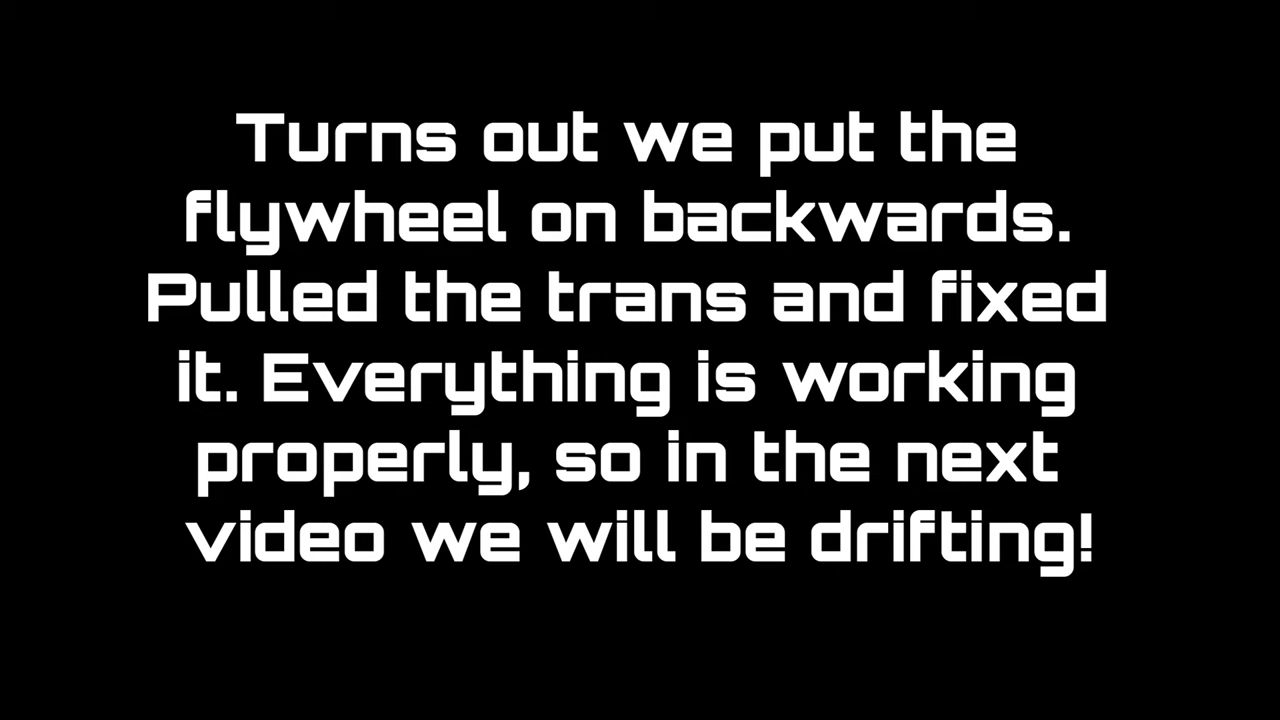 Turns out we put the
flywheel on backwards.
Pulled the trans and fixed
it. Everything is working
properly, so in the next
video we will be drifting!